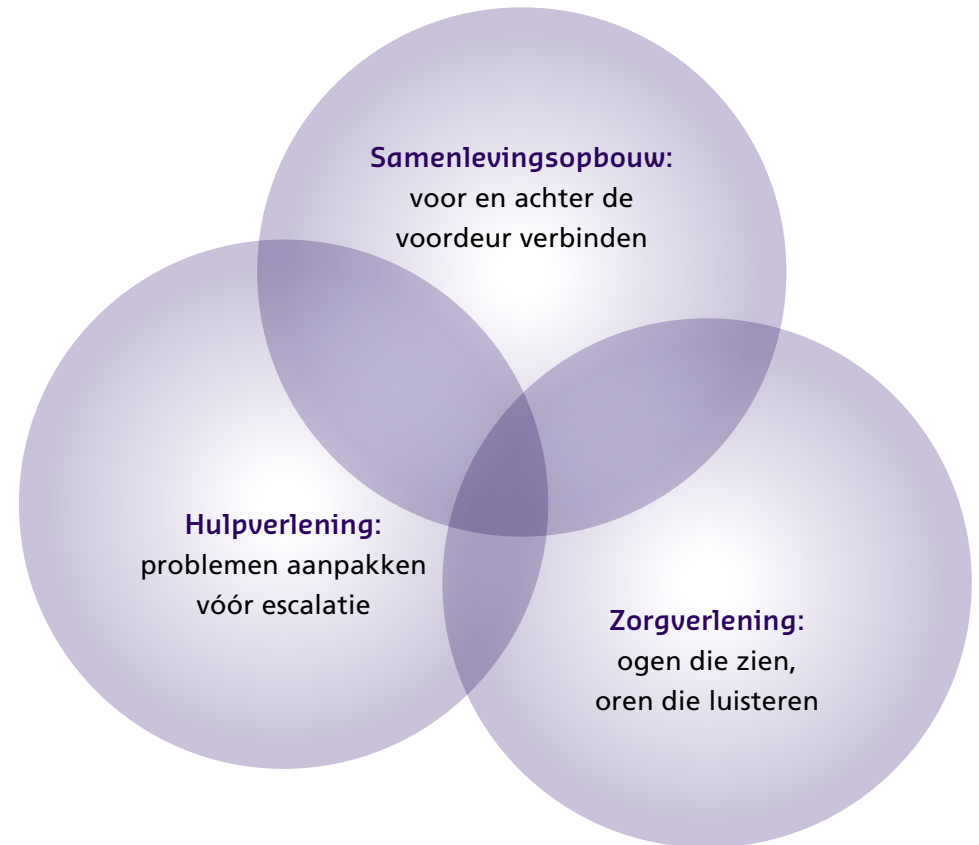 Samenlevingsopbouw:
voor en achter de
voordeur verbinden
Hulpverlening:
problemen aanpakken
vóór escalatie
Zorgverlening:
ogen die zien,
oren die luisteren